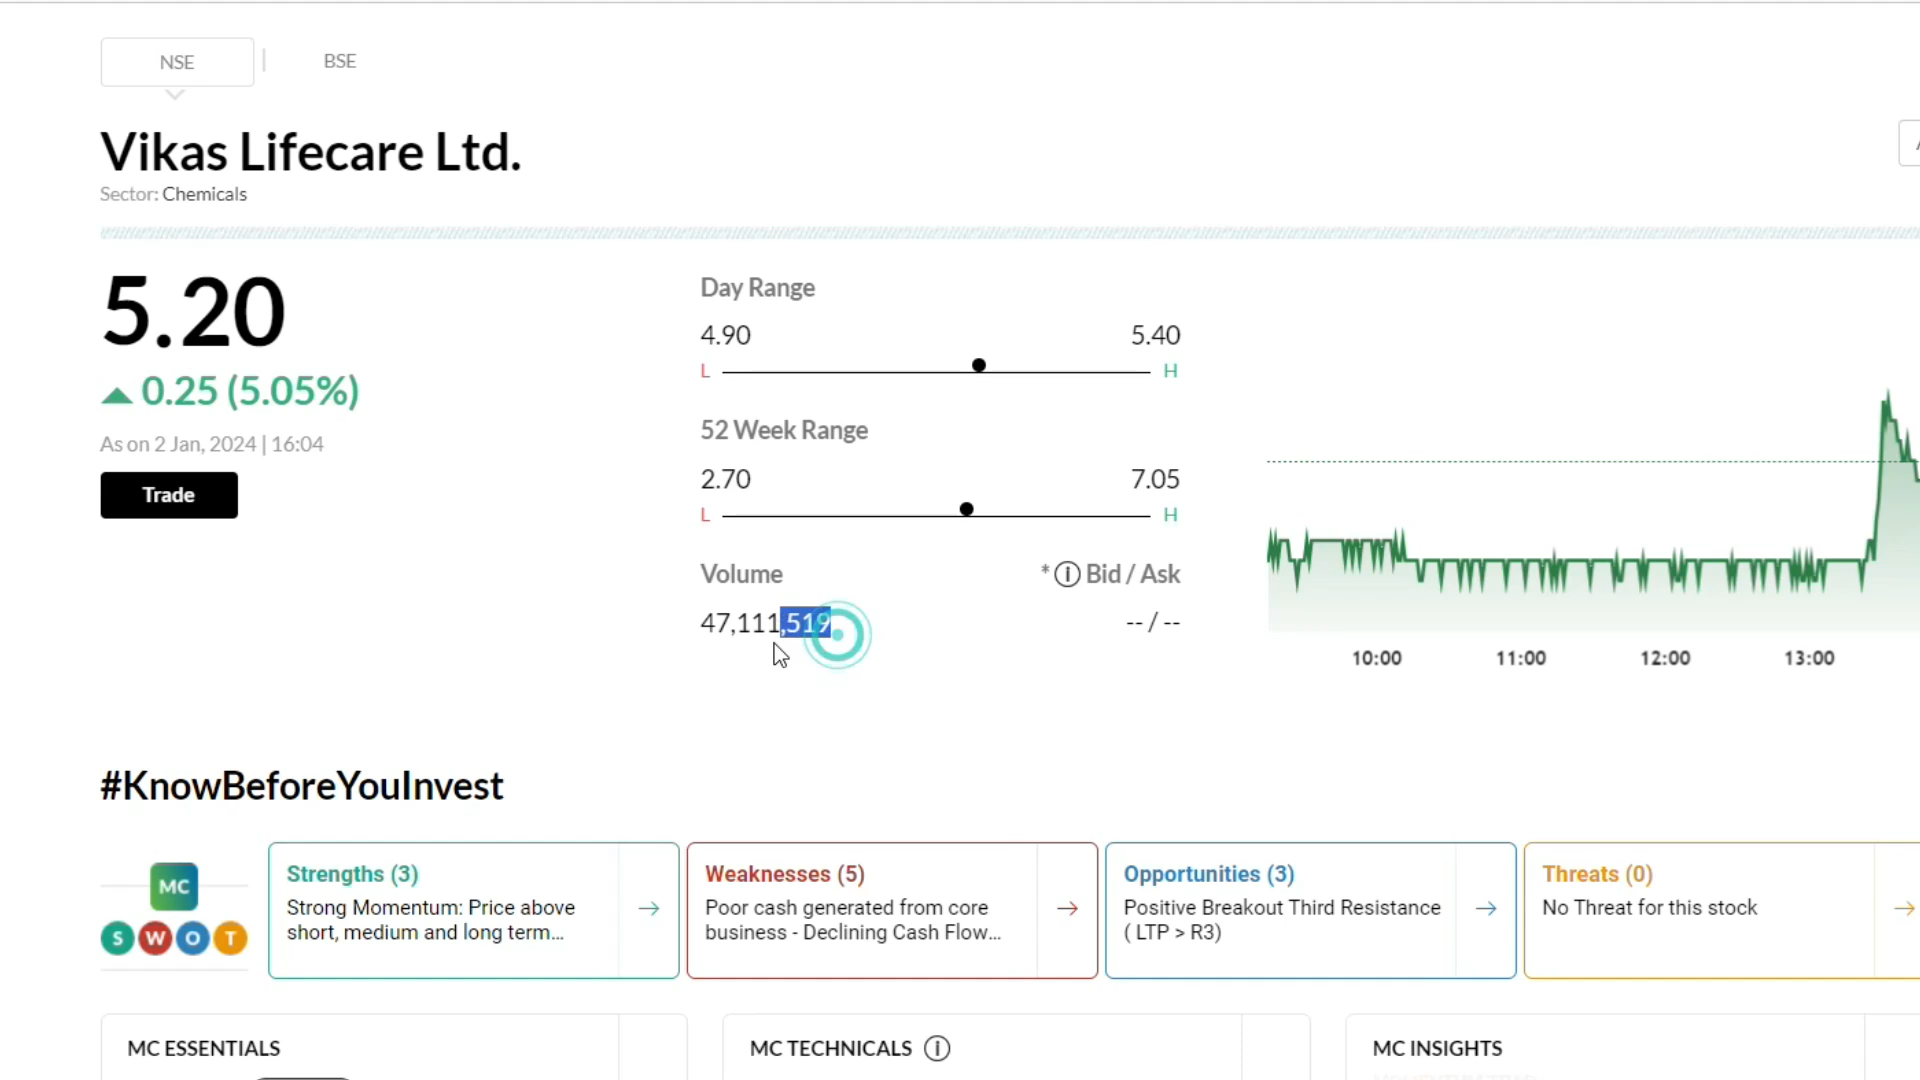 NSE
BSE
Vikas Lifecare Ltd.
Sector: Chemicals
5.20
0.25 (5.05%)
As on 2 Jan, 2024 | 16:04
Trade
Day Range
4.90 5.40
L H
52 Week Range
2.70 7.05
L H
Volume * i Bid / Ask
47,111,519 -- / --
10:00 11:00 12:00 13:00
#KnowBeforeYouInvest
MC
S W O T
Strengths (3)
Strong Momentum: Price above
short, medium and long term...
Weaknesses (5)
Poor cash generated from core
business - Declining Cash Flow...
Opportunities (3)
Positive Breakout Third Resistance
( LTP > R3)
Threats (0)
No Threat for this stock
MC ESSENTIALS
MC TECHNICALS i
MC INSIGHTS